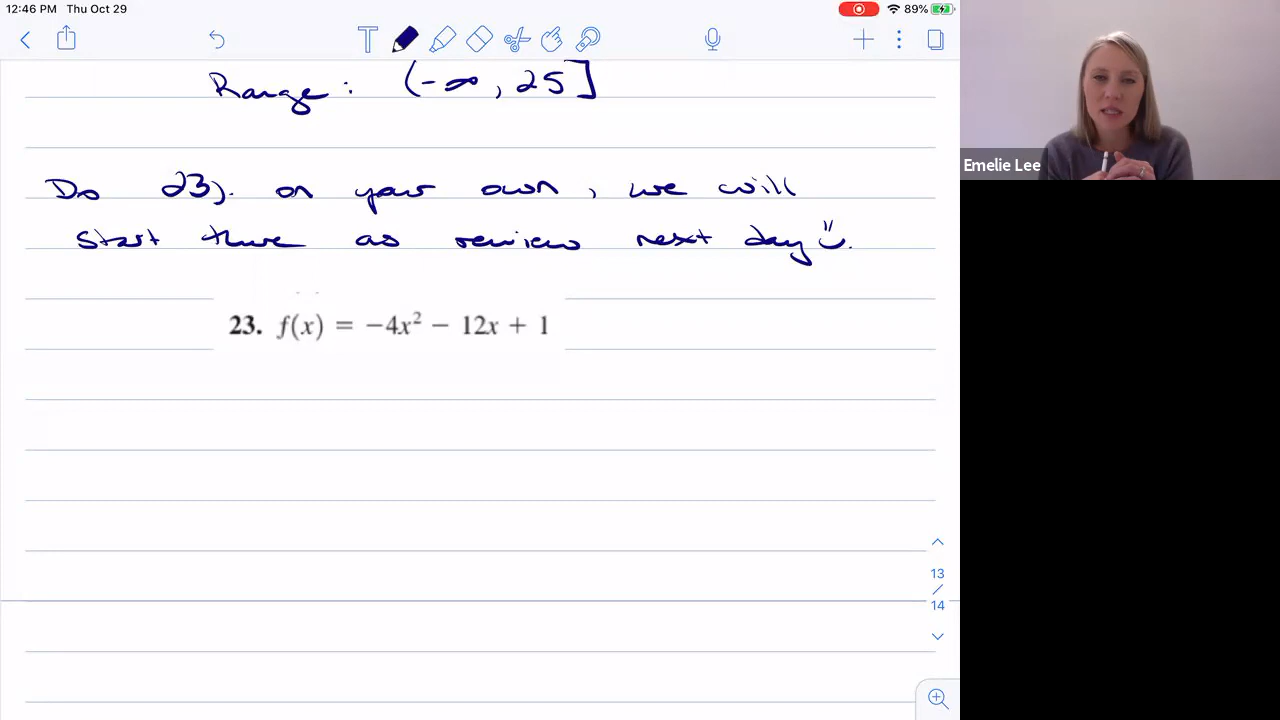 12:46 PM Thu Oct 29
89%
T
Range: (-∞, 25]
Emelie Lee
Do 23). on your own, we will
start there as review next day
23. f(x) = −4x² − 12x + 1
13
/
14